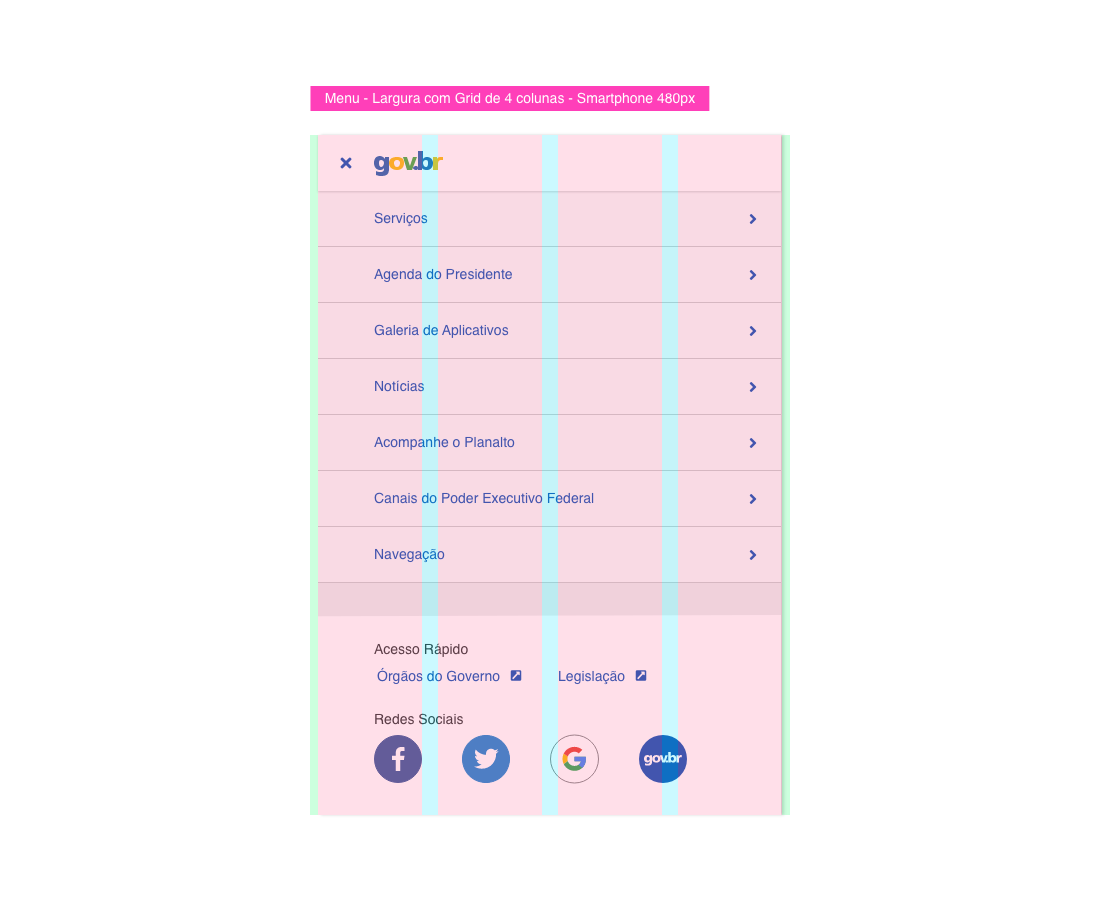 Menu - Largura com Grid de 4 colunas - Smartphone 480px
gov.br
Serviços
Agenda do Presidente
Galeria de Aplicativos
Notícias
Acompanhe o Planalto
Canais do Poder Executivo Federal
Navegação
Acesso Rápido
Órgãos do Governo Legislação
Redes Sociais
gov.br